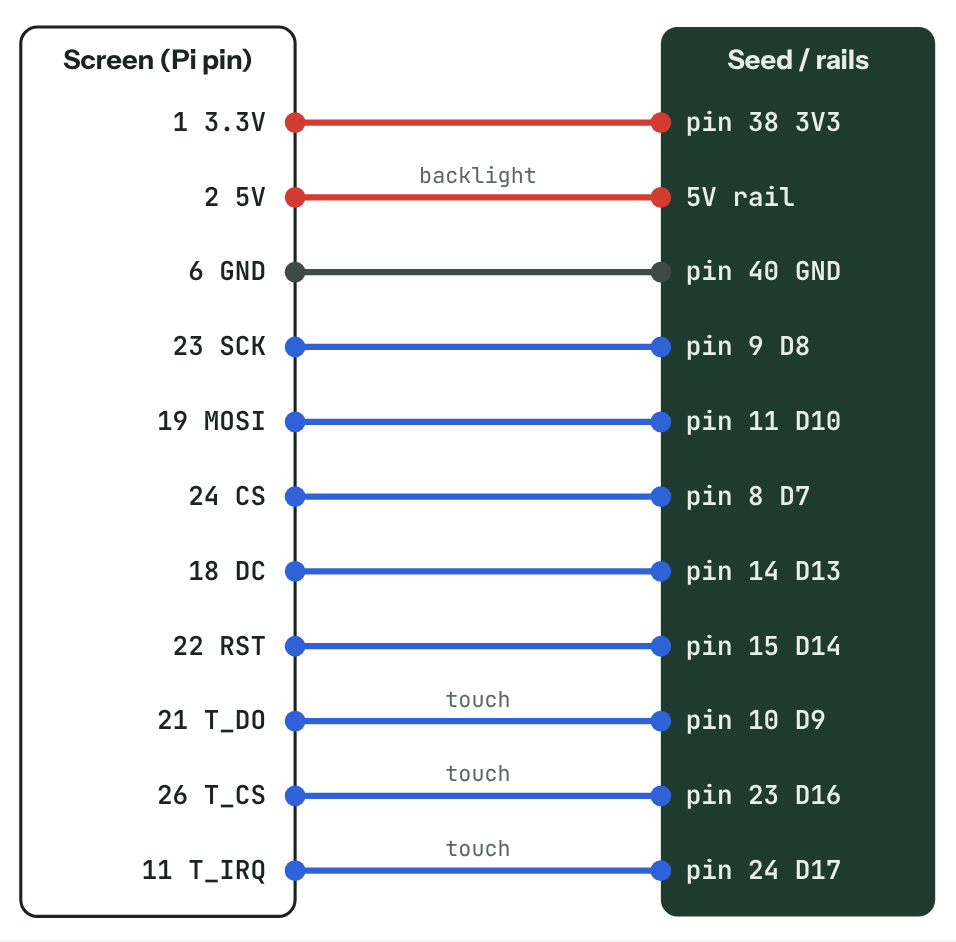 Screen (Pi pin)
Seed / rails
1 3.3V
pin 38 3V3
backlight
2 5V
5V rail
6 GND
pin 40 GND
23 SCK
pin 9 D8
19 MOSI
pin 11 D10
24 CS
pin 8 D7
18 DC
pin 14 D13
22 RST
pin 15 D14
touch
21 T_DO
pin 10 D9
touch
26 T_CS
pin 23 D16
touch
11 T_IRQ
pin 24 D17